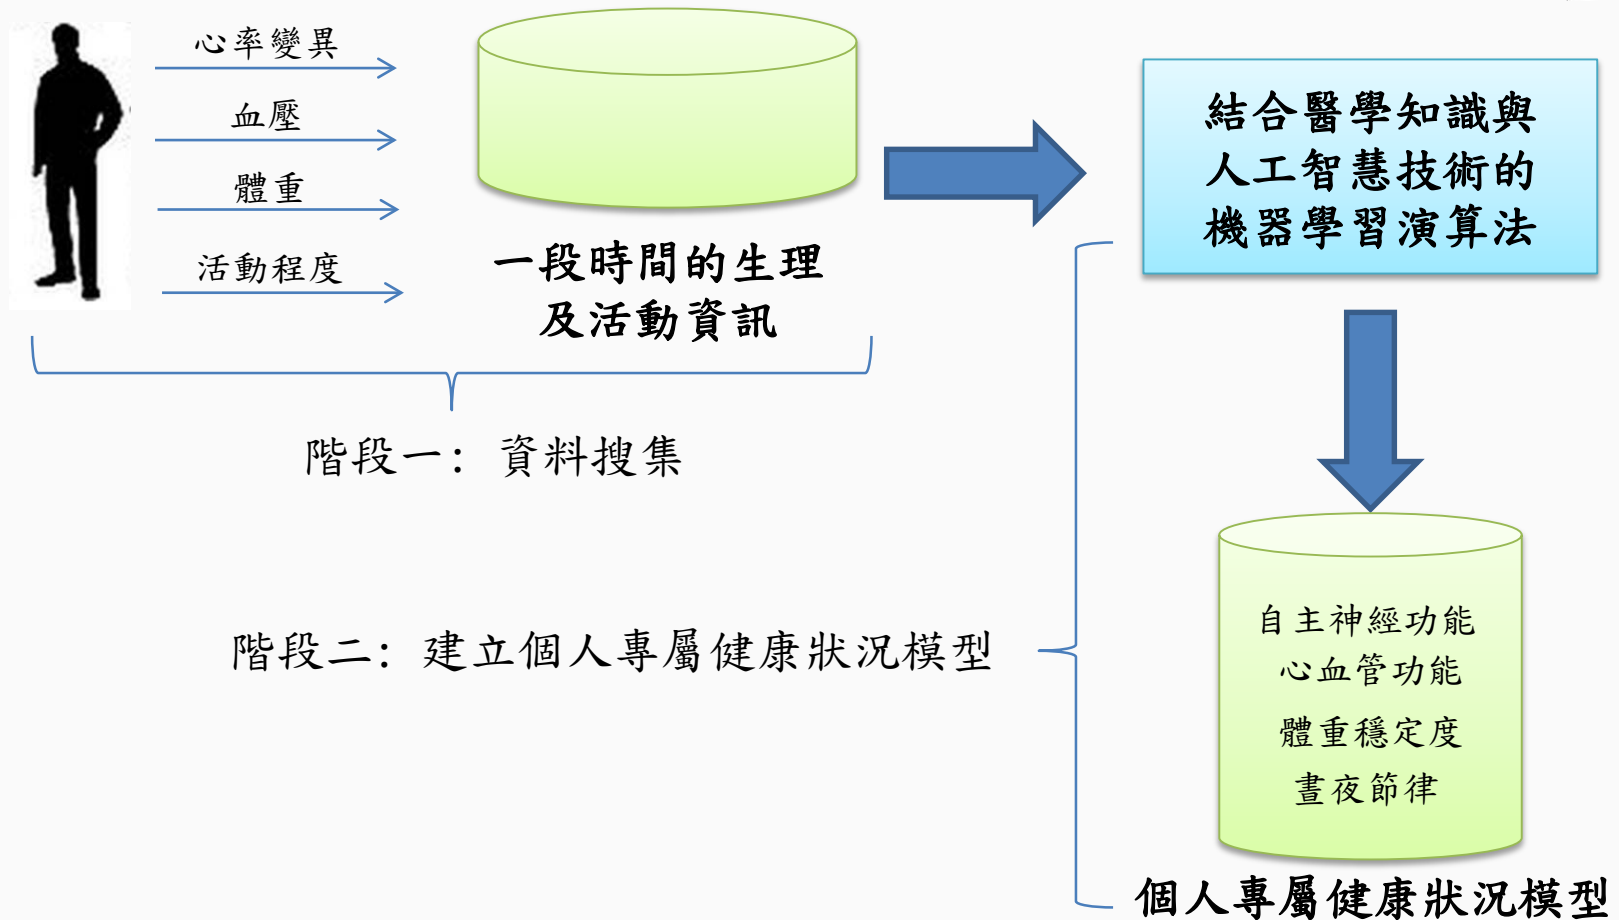 心率變異
血壓
體重
活動程度
一段時間的生理
及活動資訊
結合醫學知識與
人工智慧技術的
機器學習演算法
階段一：資料搜集
階段二：建立個人專屬健康狀況模型
自主神經功能
心血管功能
體重穩定度
晝夜節律
個人專屬健康狀況模型